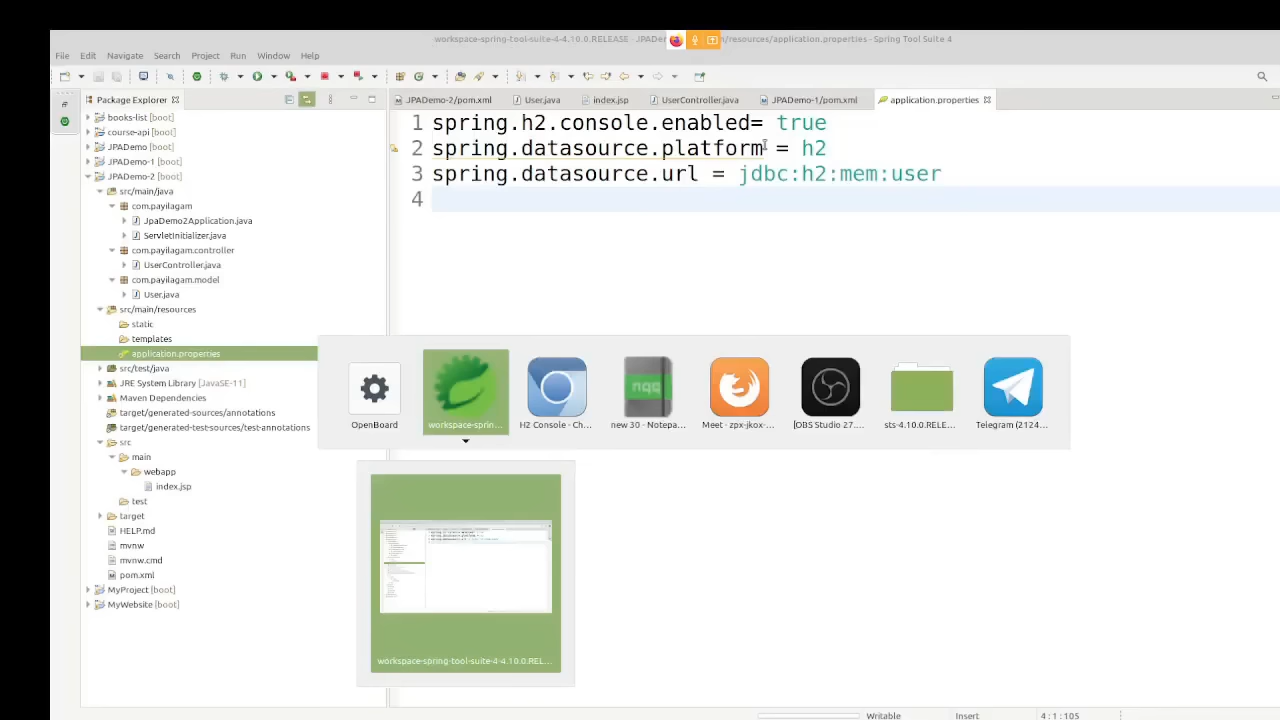 workspace-spring-tool-suite-4-4.10.0.RELEASE - JPADe
n/resources/application.properties - Spring Tool Suite 4
File Edit Navigate Search Project Run Window Help
Package Explorer
JPADemo-2/pom.xml
User.java
index.jsp
UserController.java
JPADemo-1/pom.xml
application.properties
books-list [boot]
course-api [boot]
JPADemo [boot]
JPADemo-1 [boot]
JPADemo-2 [boot]
src/main/java
com.payilagam
JpaDemo2Application.java
ServletInitializer.java
com.payilagam.controller
UserController.java
com.payilagam.model
User.java
src/main/resources
static
templates
application.properties
src/test/java
JRE System Library [JavaSE-11]
Maven Dependencies
target/generated-sources/annotations
target/generated-test-sources/test-annotations
src
main
webapp
index.jsp
test
target
HELP.md
mvnw
mvnw.cmd
pom.xml
MyProject [boot]
MyWebsite [boot]
1 spring.h2.console.enabled= true
2 spring.datasource.platform = h2
3 spring.datasource.url = jdbc:h2:mem:user
4
OpenBoard
workspace-sprin...
H2 Console - Ch...
nqq
new 30 - Notepa...
Meet - zpx-jkox-...
OBS Studio 27....
sts-4.10.0.RELE...
Telegram (2124...
workspace-spring-tool-suite-4-4.10.0.REL...
Writable
Insert
4 : 1 : 105